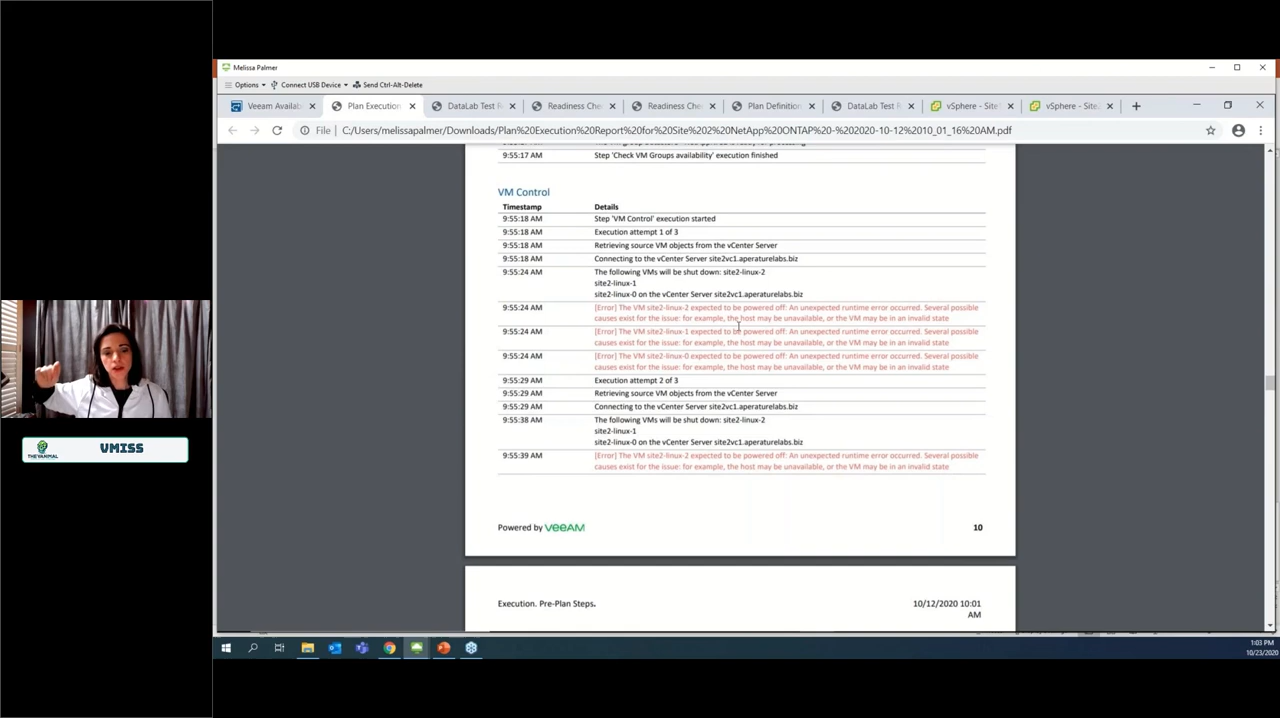 Melissa Palmer
Options Connect USB Device Send Ctrl-Alt-Delete
Veeam Availab Plan Execution DataLab Test R Readiness Che Readiness Che Plan Definition DataLab Test R vSphere - Site vSphere - Site2
File C:/Users/melissapalmer/Downloads/Plan%20Execution%20Report%20for%20Site%202%20NetApp%20ONTAP%20-%202020-10-12%2010_01_16%20AM.pdf
9:55:17 AM Step 'Check VM Groups availability' execution finished
VM Control
Timestamp Details
9:55:18 AM Step 'VM Control' execution started
9:55:18 AM Execution attempt 1 of 3
9:55:18 AM Retrieving source VM objects from the vCenter Server
9:55:18 AM Connecting to the vCenter Server site2vc1.aperaturelabs.biz
9:55:24 AM The following VMs will be shut down: site2-linux-2
site2-linux-1
site2-linux-0 on the vCenter Server site2vc1.aperaturelabs.biz
9:55:24 AM [Error] The VM site2-linux-2 expected to be powered off: An unexpected runtime error occurred. Several possible
causes exist for the issue: for example, the host may be unavailable, or the VM may be in an invalid state
9:55:24 AM [Error] The VM site2-linux-1 expected to be powered off: An unexpected runtime error occurred. Several possible
causes exist for the issue: for example, the host may be unavailable, or the VM may be in an invalid state
9:55:24 AM [Error] The VM site2-linux-0 expected to be powered off: An unexpected runtime error occurred. Several possible
causes exist for the issue: for example, the host may be unavailable, or the VM may be in an invalid state
9:55:29 AM Execution attempt 2 of 3
9:55:29 AM Retrieving source VM objects from the vCenter Server
9:55:29 AM Connecting to the vCenter Server site2vc1.aperaturelabs.biz
9:55:38 AM The following VMs will be shut down: site2-linux-2
site2-linux-1
site2-linux-0 on the vCenter Server site2vc1.aperaturelabs.biz
9:55:39 AM [Error] The VM site2-linux-2 expected to be powered off: An unexpected runtime error occurred. Several possible
causes exist for the issue: for example, the host may be unavailable, or the VM may be in an invalid state
Powered by veeAM
10
Execution. Pre-Plan Steps.
10/12/2020 10:01
AM
THEVANIMAL
VMISS
1:03 PM
10/23/2020